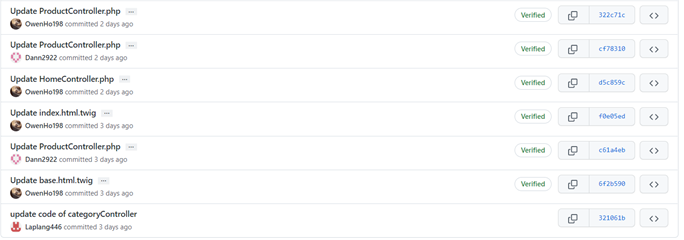 Update ProductController.php ...
OwenHo198 committed 2 days ago
Verified
322c71c
Update ProductController.php ...
Dann2922 committed 2 days ago
Verified
cf78310
Update HomeController.php ...
OwenHo198 committed 2 days ago
Verified
d5c859c
Update index.html.twig ...
OwenHo198 committed 3 days ago
Verified
f0e05ed
Update ProductController.php ...
Dann2922 committed 3 days ago
Verified
c61a4eb
Update base.html.twig ...
OwenHo198 committed 3 days ago
Verified
6f2b590
update code of categoryController
Laplang446 committed 3 days ago
321061b